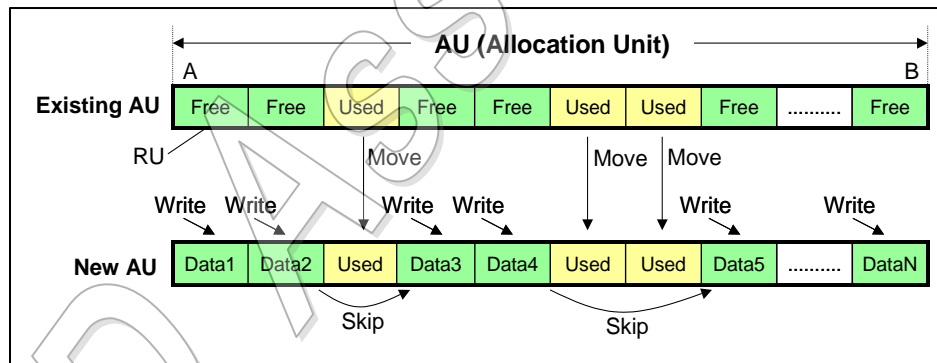 AU (Allocation Unit)
A B
Existing AU Free Free Used Free Free Used Used Free .......... Free
RU Move Move Move
Write Write Write Write Write Write
New AU Data1 Data2 Used Data3 Data4 Used Used Data5 .......... DataN
Skip Skip
D Ass